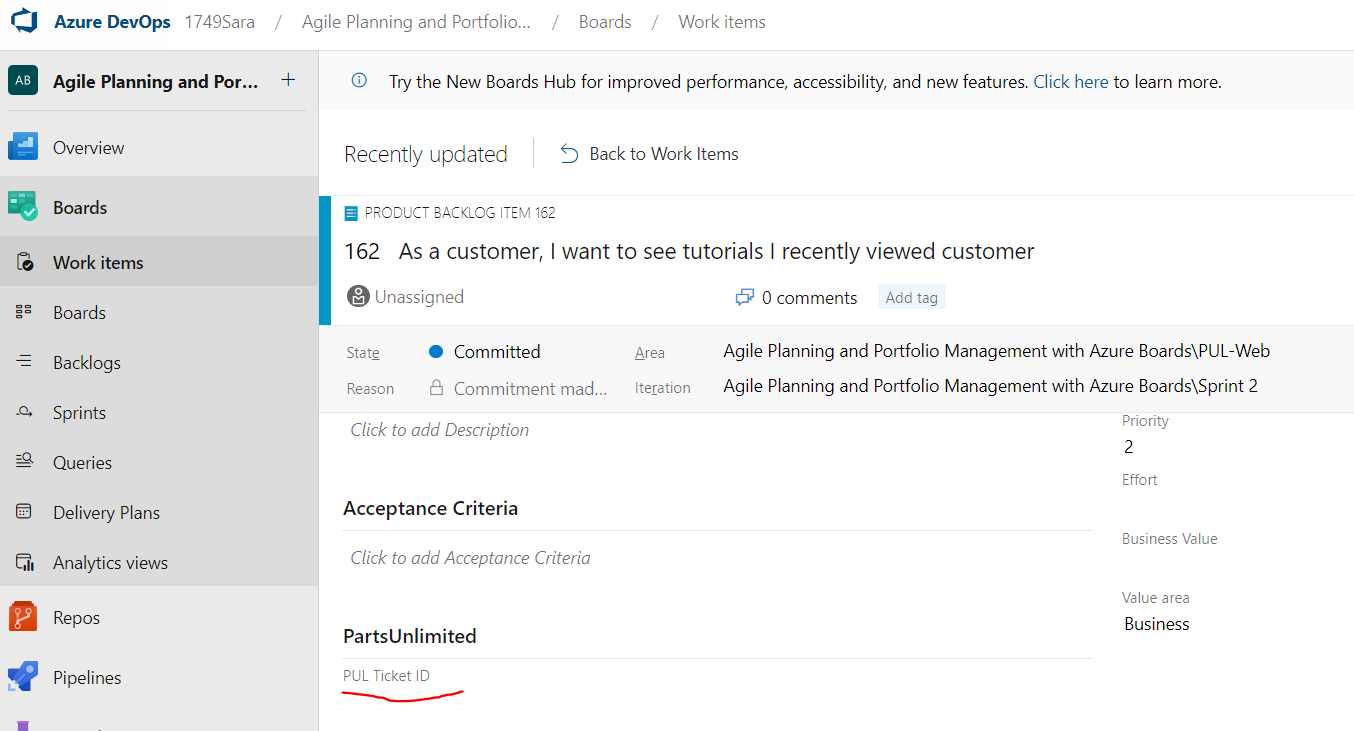 Azure DevOps 1749Sara / Agile Planning and Portfolio... / Boards / Work items
AB Agile Planning and Por... +
Try the New Boards Hub for improved performance, accessibility, and new features. Click here to learn more.
Overview
Boards
Work items
Boards
Backlogs
Sprints
Queries
Delivery Plans
Analytics views
Repos
Pipelines
Recently updated
Back to Work Items
PRODUCT BACKLOG ITEM 162
162 As a customer, I want to see tutorials I recently viewed customer
Unassigned
0 comments
Add tag
State Committed
Area Agile Planning and Portfolio Management with Azure Boards\PUL-Web
Reason Commitment mad...
Iteration Agile Planning and Portfolio Management with Azure Boards\Sprint 2
Click to add Description
Acceptance Criteria
Click to add Acceptance Criteria
PartsUnlimited
PUL Ticket ID
Priority
2
Effort
Business Value
Value area
Business